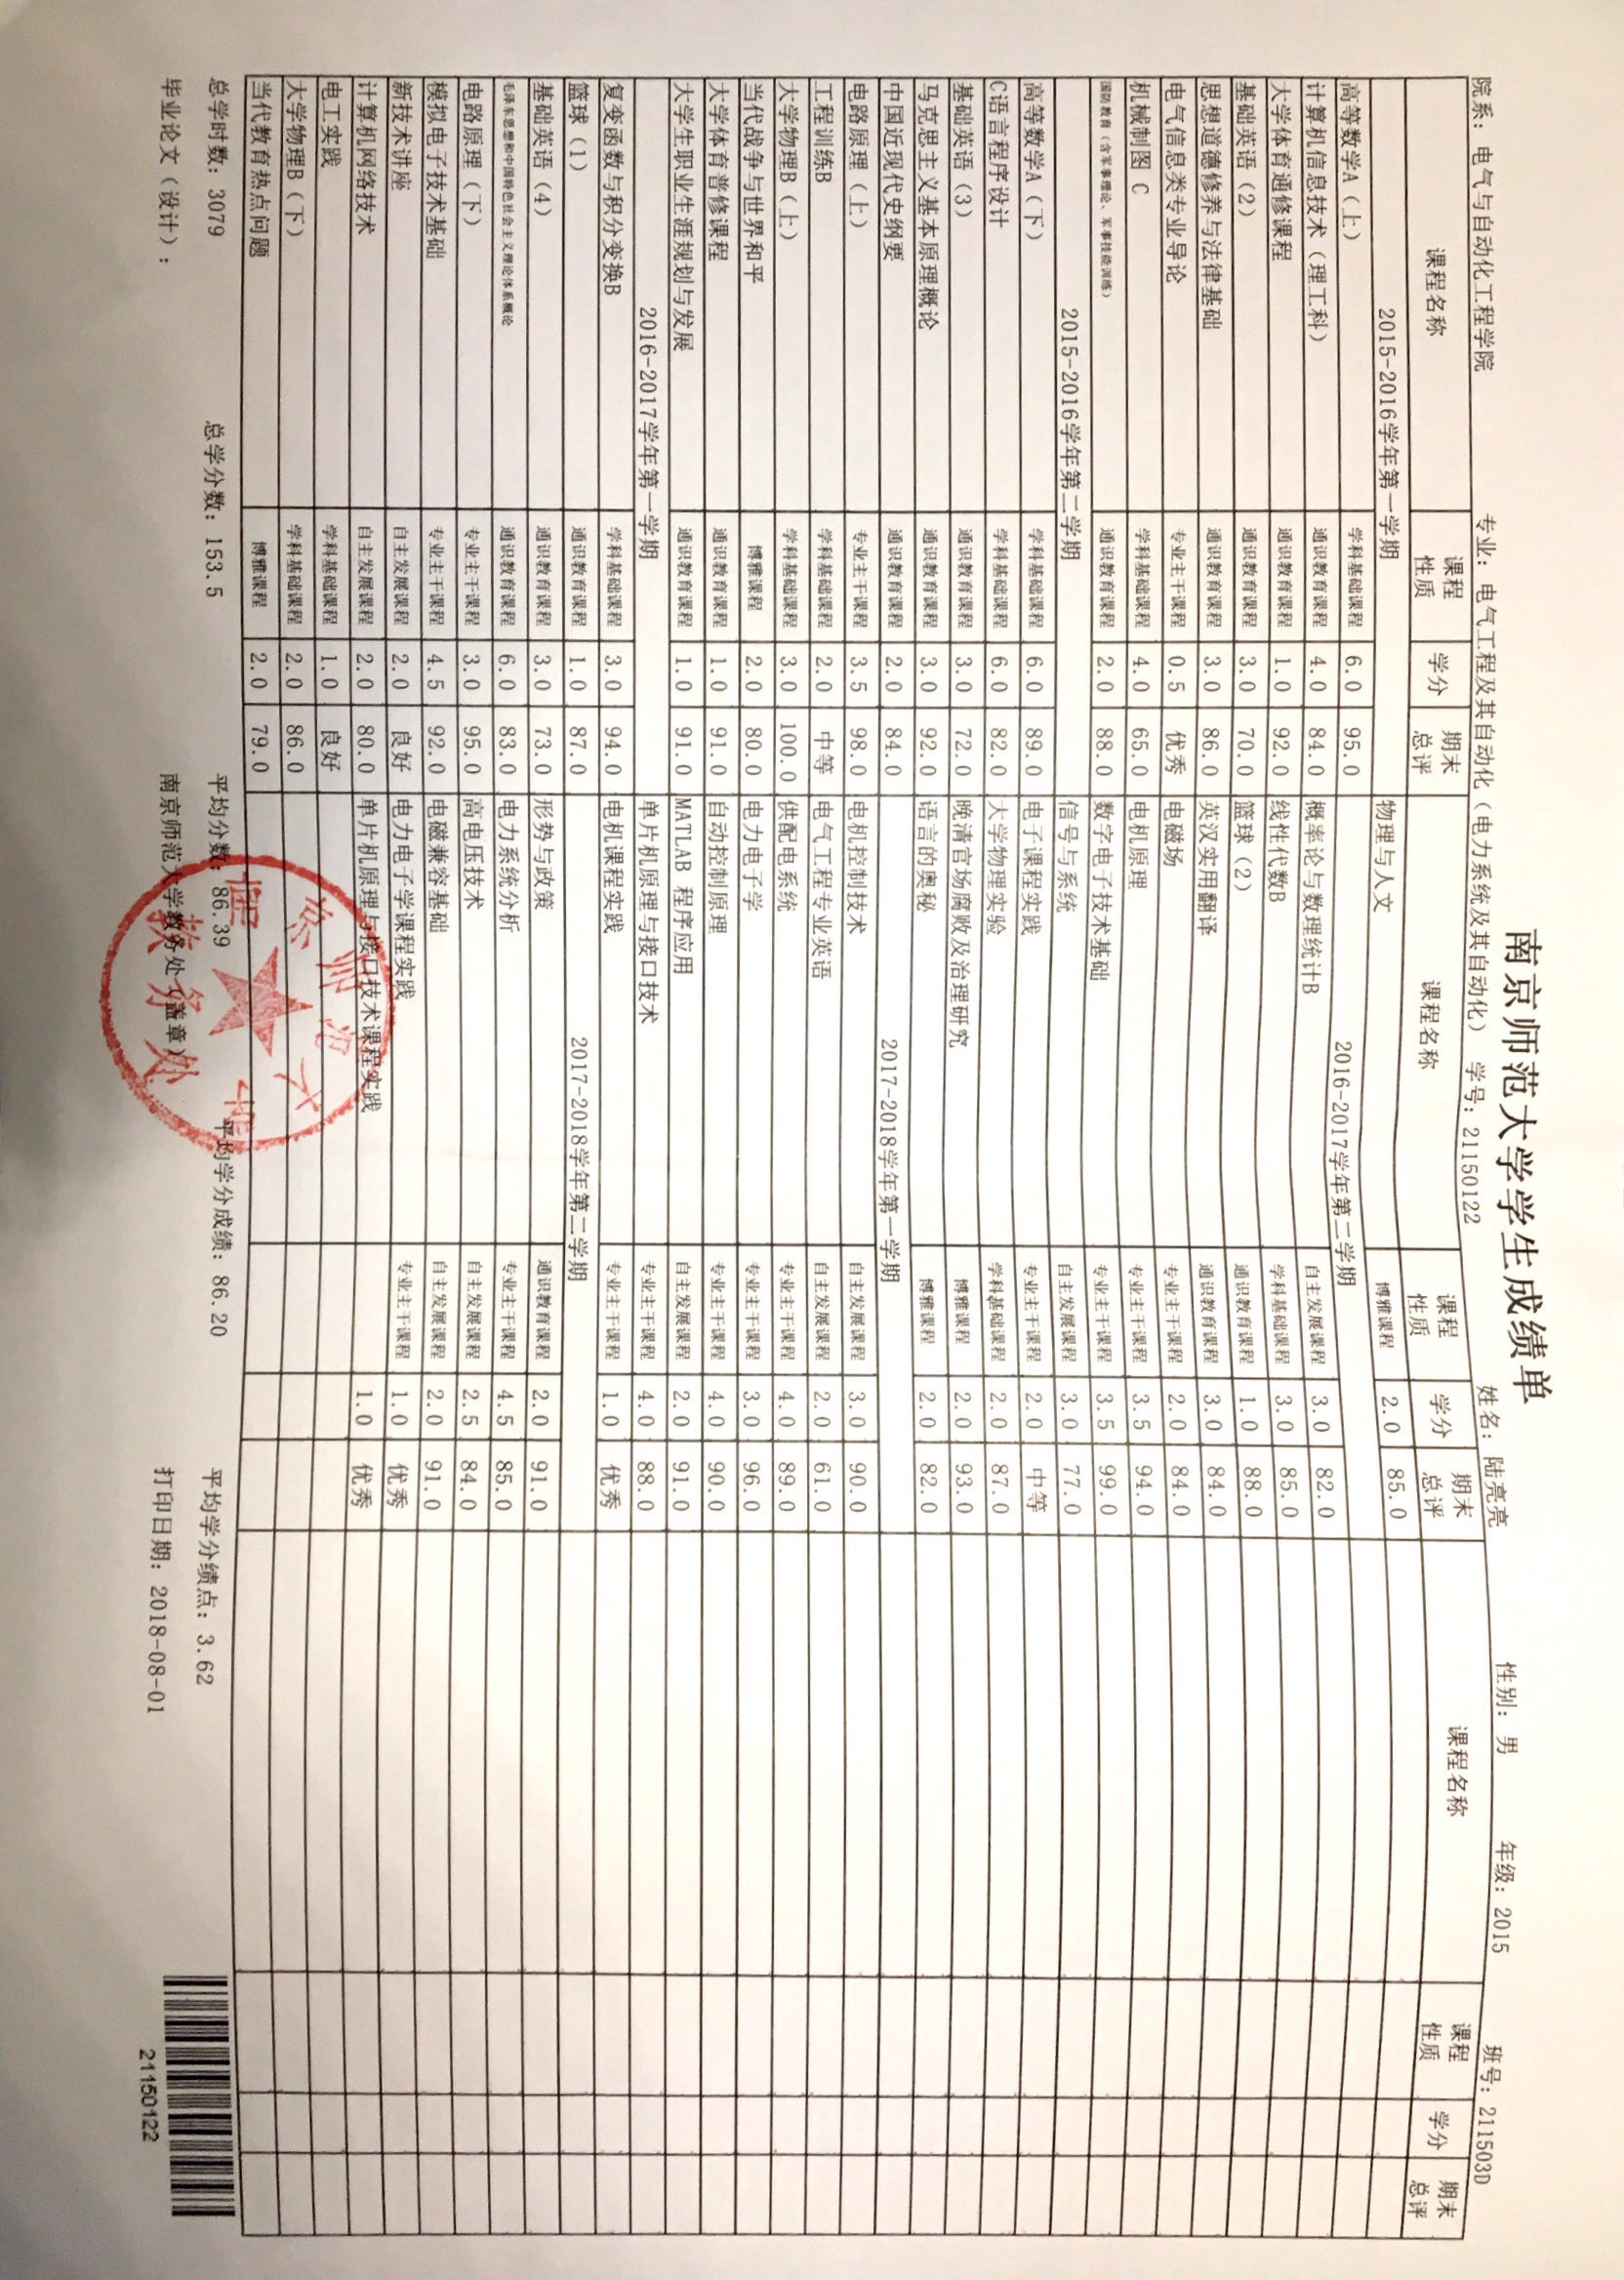 南京师范大学学生成绩单
院系：电气与自动化工程学院 专业：电气工程及其自动化（电力系统及其自动化） 学号：21150122 姓名：陆亮亮 性别：男 年级：2015 班号：211503D
课程名称 课程性质 学分 期末总评 课程名称 课程性质 学分 期末总评 课程名称 课程性质 学分 期末总评
2015-2016学年第一学期
高等数学A（上） 学科基础课程 6.0 95.0
计算机信息技术（理工科） 通识教育课程 4.0 84.0
大学体育通修课程 通识教育课程 1.0 92.0
基础英语（2） 通识教育课程 3.0 70.0
思想道德修养与法律基础 通识教育课程 3.0 86.0
电气信息类专业导论 专业主干课程 0.5 优秀
机械制图 C 学科基础课程 4.0 65.0
国防教育（含军事理论、军事技能训练） 通识教育课程 2.0 88.0
2015-2016学年第二学期
高等数学A（下） 学科基础课程 6.0 89.0
C语言程序设计 学科基础课程 6.0 82.0
基础英语（3） 通识教育课程 3.0 72.0
马克思主义基本原理概论 通识教育课程 3.0 92.0
中国近现代史纲要 通识教育课程 2.0 84.0
电路原理（上） 专业主干课程 3.5 98.0
工程训练B 学科基础课程 2.0 中等
大学物理B（上） 学科基础课程 3.0 100.0
当代战争与世界和平 博雅课程 2.0 80.0
大学体育普修课程 通识教育课程 1.0 91.0
大学生职业生涯规划与发展 通识教育课程 1.0 91.0
2016-2017学年第一学期
复变函数与积分变换B 学科基础课程 3.0 94.0
篮球（1） 通识教育课程 1.0 87.0
基础英语（4） 通识教育课程 3.0 73.0
毛泽东思想和中国特色社会主义理论体系概论 通识教育课程 6.0 83.0
电路原理（下） 专业主干课程 3.0 95.0
模拟电子技术基础 专业主干课程 4.5 92.0
新技术讲座 自主发展课程 2.0 良好
计算机网络技术 自主发展课程 2.0 80.0
电工实践 学科基础课程 1.0 良好
大学物理B（下） 学科基础课程 2.0 86.0
当代教育热点问题 博雅课程 2.0 79.0
物理与人文 博雅课程 2.0 85.0
2016-2017学年第二学期
概率论与数理统计B 自主发展课程 3.0 82.0
线性代数B 学科基础课程 3.0 85.0
篮球（2） 通识教育课程 1.0 88.0
英汉实用翻译 通识教育课程 3.0 84.0
电磁场 专业主干课程 2.0 84.0
电机原理 专业主干课程 3.5 94.0
数字电子技术基础 专业主干课程 3.5 99.0
信号与系统 自主发展课程 3.0 77.0
电子课程实践 专业主干课程 2.0 中等
大学物理实验 学科基础课程 2.0 87.0
晚清官场腐败及治理研究 博雅课程 2.0 93.0
语言的奥秘 博雅课程 2.0 82.0
2017-2018学年第一学期
电机控制技术 自主发展课程 3.0 90.0
电气工程专业英语 自主发展课程 2.0 61.0
供配电系统 专业主干课程 4.0 89.0
电力电子学 专业主干课程 3.0 96.0
自动控制原理 专业主干课程 4.0 90.0
MATLAB 程序应用 自主发展课程 2.0 91.0
单片机原理与接口技术 专业主干课程 4.0 88.0
电机课程实践 专业主干课程 1.0 优秀
2017-2018学年第二学期
形势与政策 通识教育课程 2.0 91.0
电力系统分析 专业主干课程 4.5 85.0
高电压技术 自主发展课程 2.5 84.0
电磁兼容基础 自主发展课程 2.0 91.0
电力电子学课程实践 专业主干课程 1.0 优秀
单片机原理与接口技术课程实践 1.0 优秀
总学时数：3079 总学分数：153.5 平均分数：86.39 平均学分成绩：86.20 平均学分绩点：3.62
毕业论文（设计）： 南京师范大学教务处（盖章） 打印日期：2018-08-01
21150122
南京师范大学
教务处